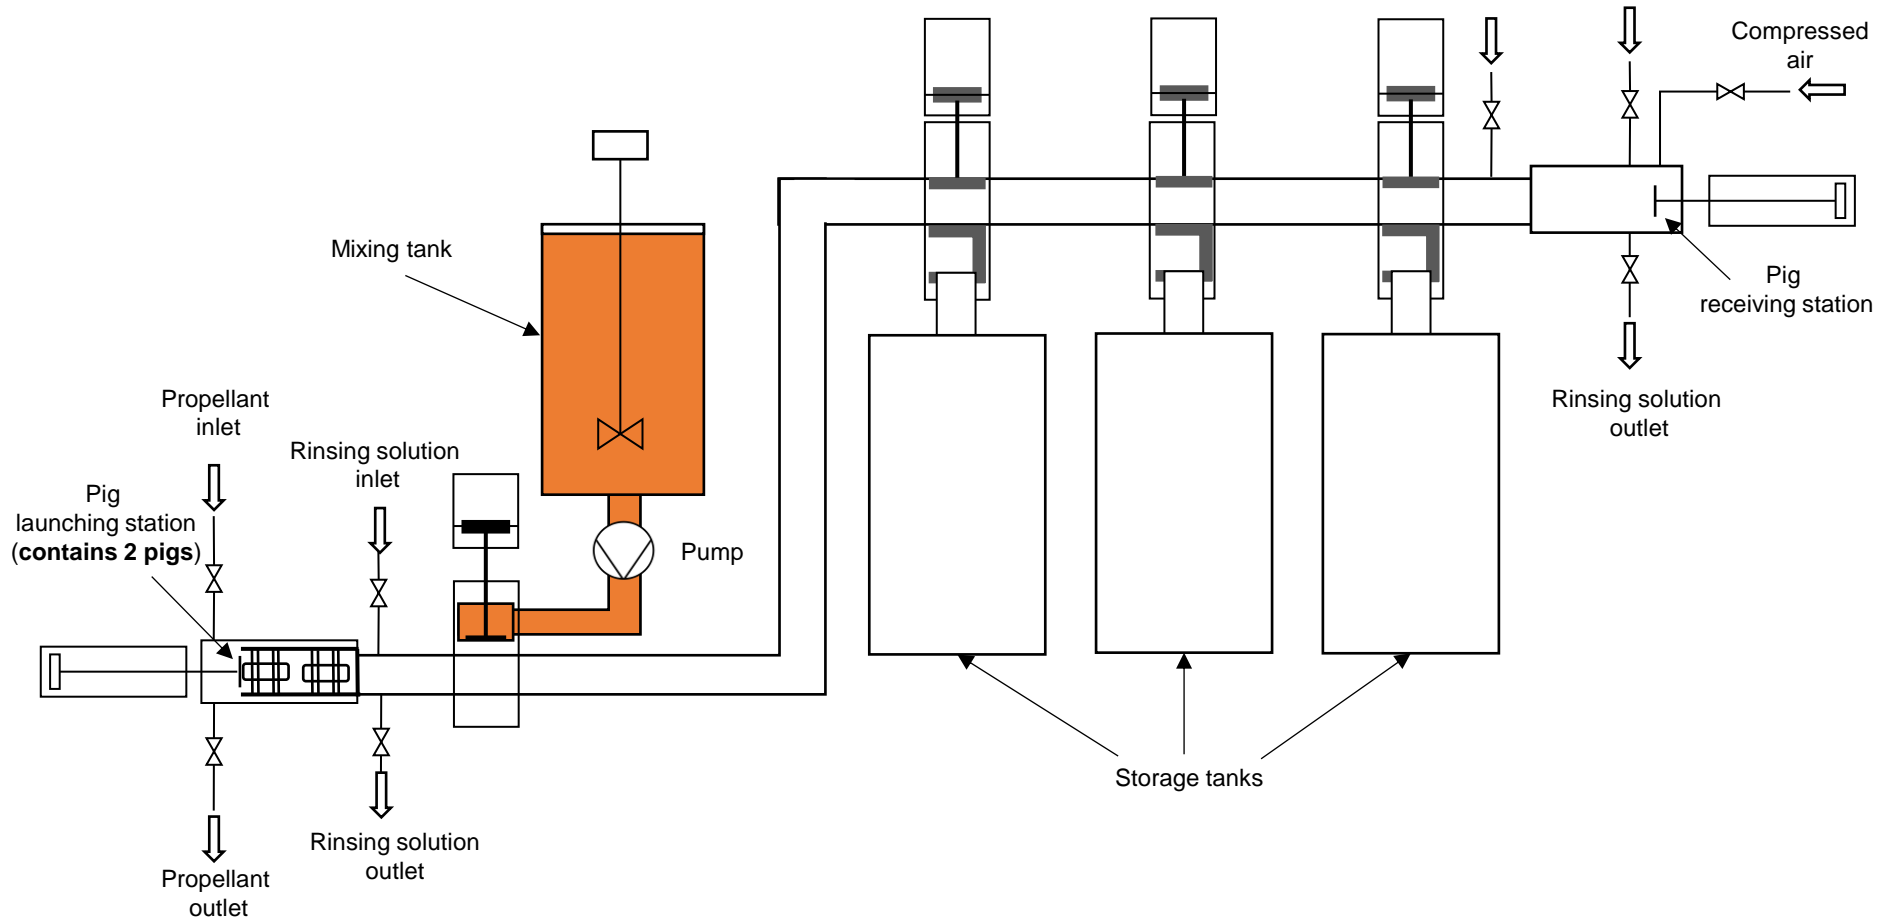 Compressed
air
Mixing tank
Pig
receiving station
Propellant
inlet
Rinsing solution
outlet
Rinsing solution
inlet
Pig
launching station
(contains 2 pigs)
Pump
Storage tanks
Rinsing solution
outlet
Propellant
outlet